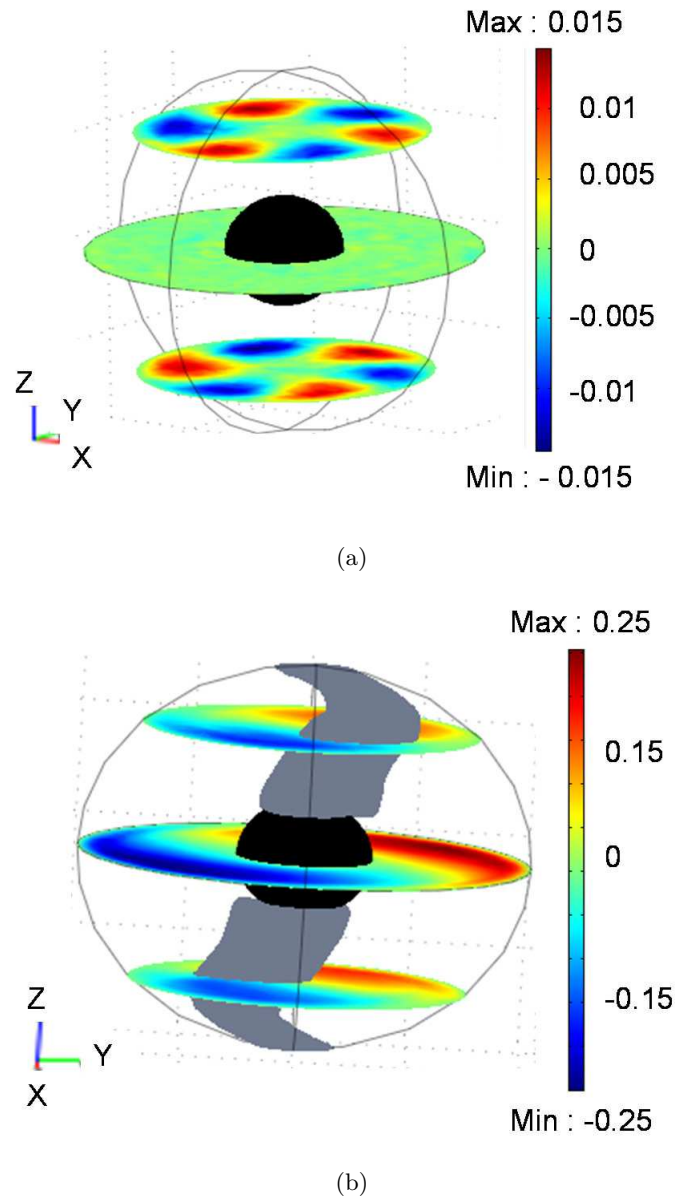 Max : 0.015
0.01
0.005
0
-0.005
-0.01
Min : - 0.015
Z
Y
X
(a)
Max : 0.25
0.15
0
-0.15
Min : -0.25
Z
Y
X
(b)